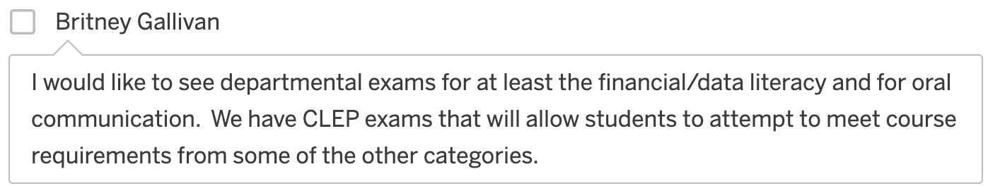 Britney Gallivan
I would like to see departmental exams for at least the financial/data literacy and for oral
communication.  We have CLEP exams that will allow students to attempt to meet course
requirements from some of the other categories.